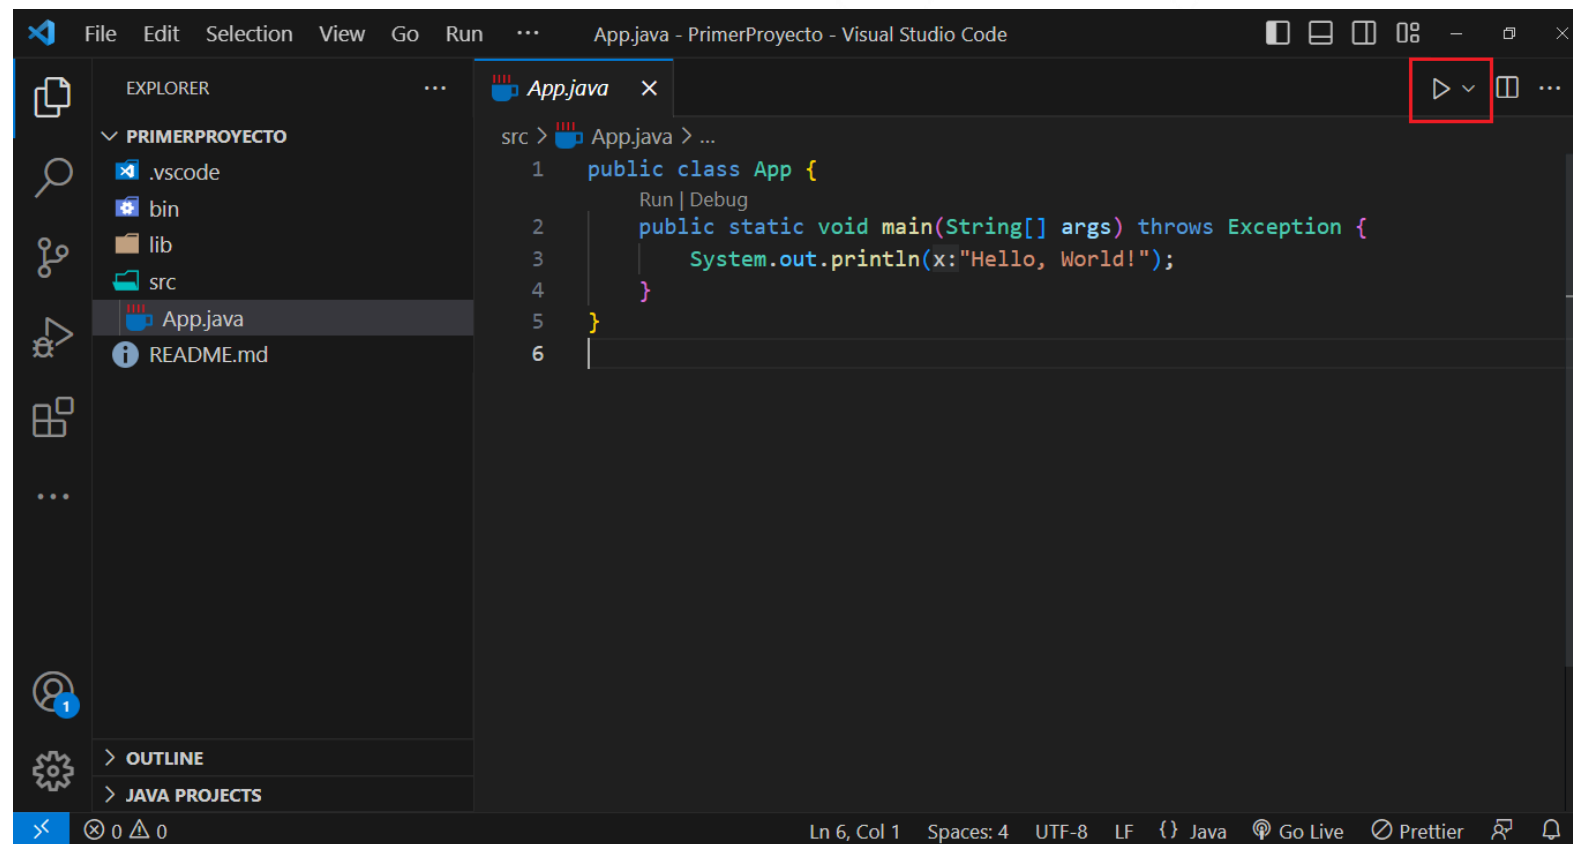 File Edit Selection View Go Run ··· App.java - PrimerProyecto - Visual Studio Code
EXPLORER ···
PRIMERPROYECTO
.vscode
bin
lib
src
App.java
README.md
OUTLINE
JAVA PROJECTS
App.java
src > App.java > ...
1 public class App {
Run | Debug
2 public static void main(String[] args) throws Exception {
3 System.out.println(x:"Hello, World!");
4 }
5 }
6
1
0 0 Ln 6, Col 1 Spaces: 4 UTF-8 LF {} Java Go Live Prettier